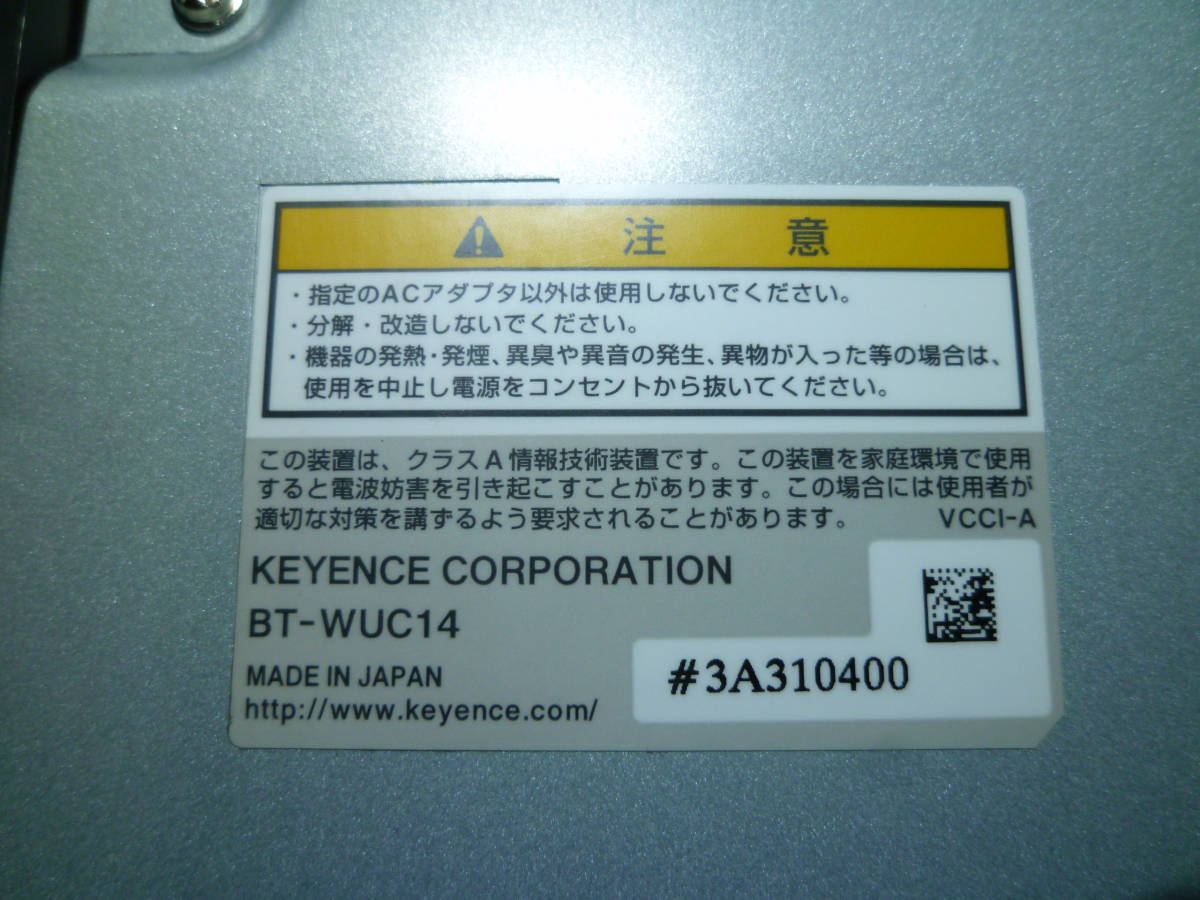 注意
・指定のACアダプタ以外は使用しないでください。
・分解・改造しないでください。
・機器の発熱・発煙、異臭や異音の発生、異物が入った等の場合は、
使用を中止し電源をコンセントから抜いてください。
この装置は、クラスA情報技術装置です。この装置を家庭環境で使用
すると電波妨害を引き起こすことがあります。この場合には使用者が
適切な対策を講ずるよう要求されることがあります。 VCCI-A
KEYENCE CORPORATION
BT-WUC14
MADE IN JAPAN
http://www.keyence.com/
#3A310400